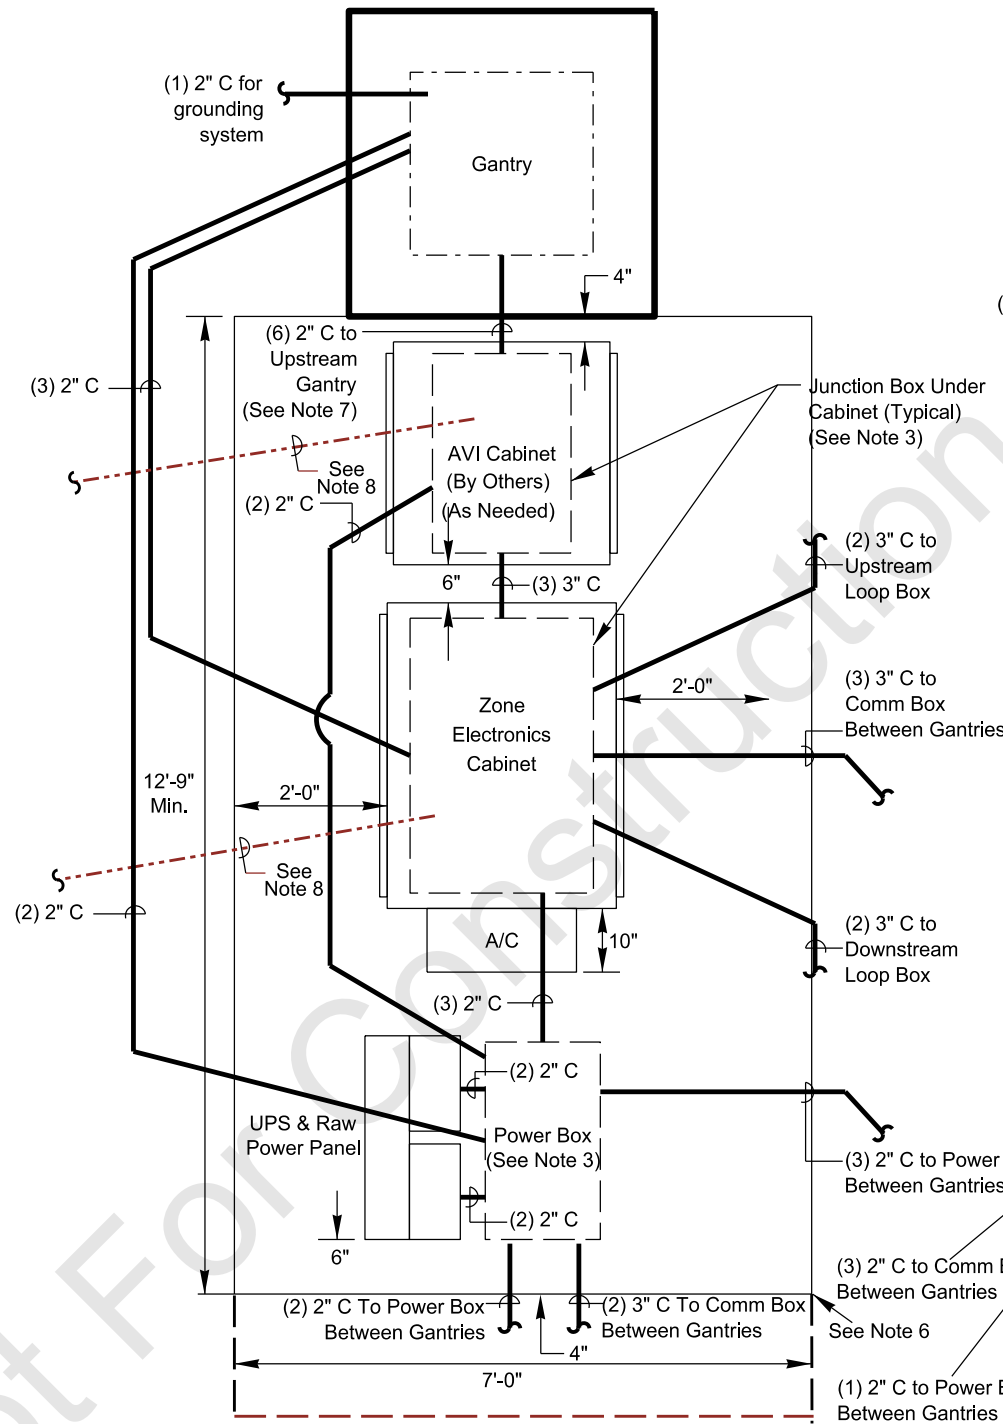 (1) 2" C for
grounding
system
Gantry
4"
(
(6) 2" C to
Upstream
Gantry
(See Note 7)
(3) 2" C
Junction Box Under
Cabinet (Typical)
(See Note 3)
AVI Cabinet
(By Others)
(As Needed)
See
Note 8
(2) 2" C
(2) 3" C to
Upstream
Loop Box
6"
(3) 3" C
2'-0"
(3) 3" C to
Comm Box
Between Gantries
Zone
Electronics
Cabinet
12'-9"
Min.
2'-0"
See
Note 8
(2) 2" C
A/C
10"
(2) 3" C to
Downstream
Loop Box
(3) 2" C
(2) 2" C
UPS & Raw
Power Panel
Power Box
(See Note 3)
(3) 2" C to Power
Between Gantries
(2) 2" C
6"
(3) 2" C to Comm
Between Gantries
(2) 2" C To Power Box
Between Gantries
(2) 3" C To Comm Box
Between Gantries
See Note 6
4"
7'-0"
(1) 2" C to Power
Between Gantries
For Construction